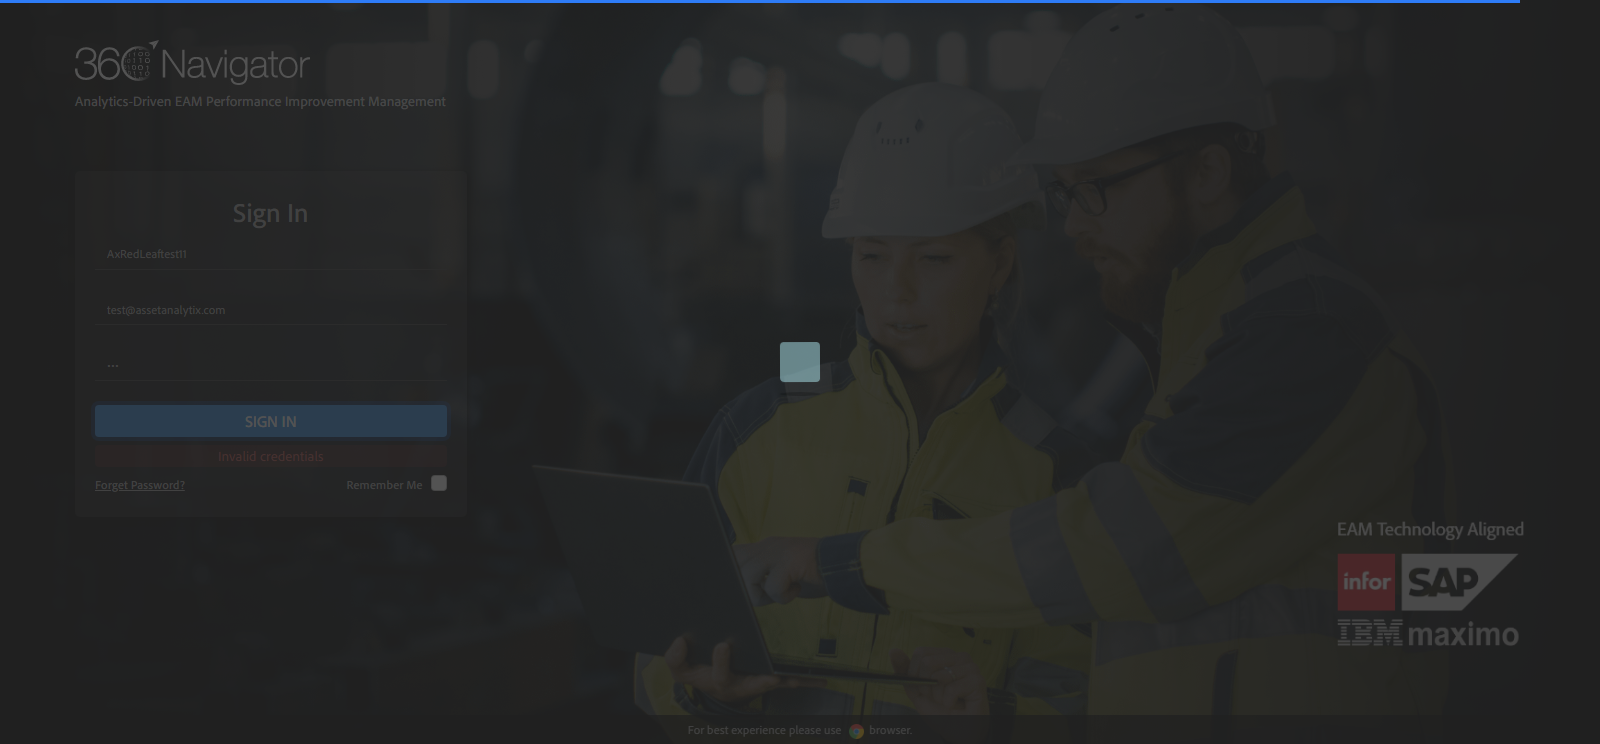 360 Navigator
Analytics-Driven EAM Performance Improvement Management
Sign In
AxRedLeaftest11
test@assetanalytix.com
...
SIGN IN
Invalid credentials
Forget Password?
Remember Me
EAM Technology Aligned
infor
SAP
IBM maximo
For best experience please use browser.